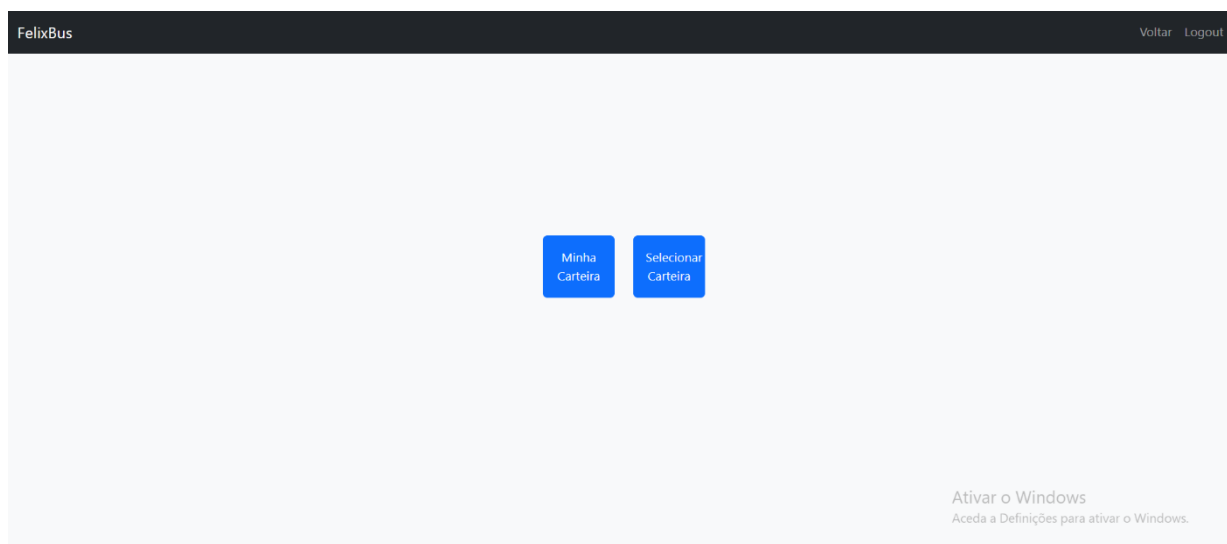 FelixBus
Voltar Logout
Minha
Carteira
Selecionar
Carteira
Ativar o Windows
Aceda a Definições para ativar o Windows.